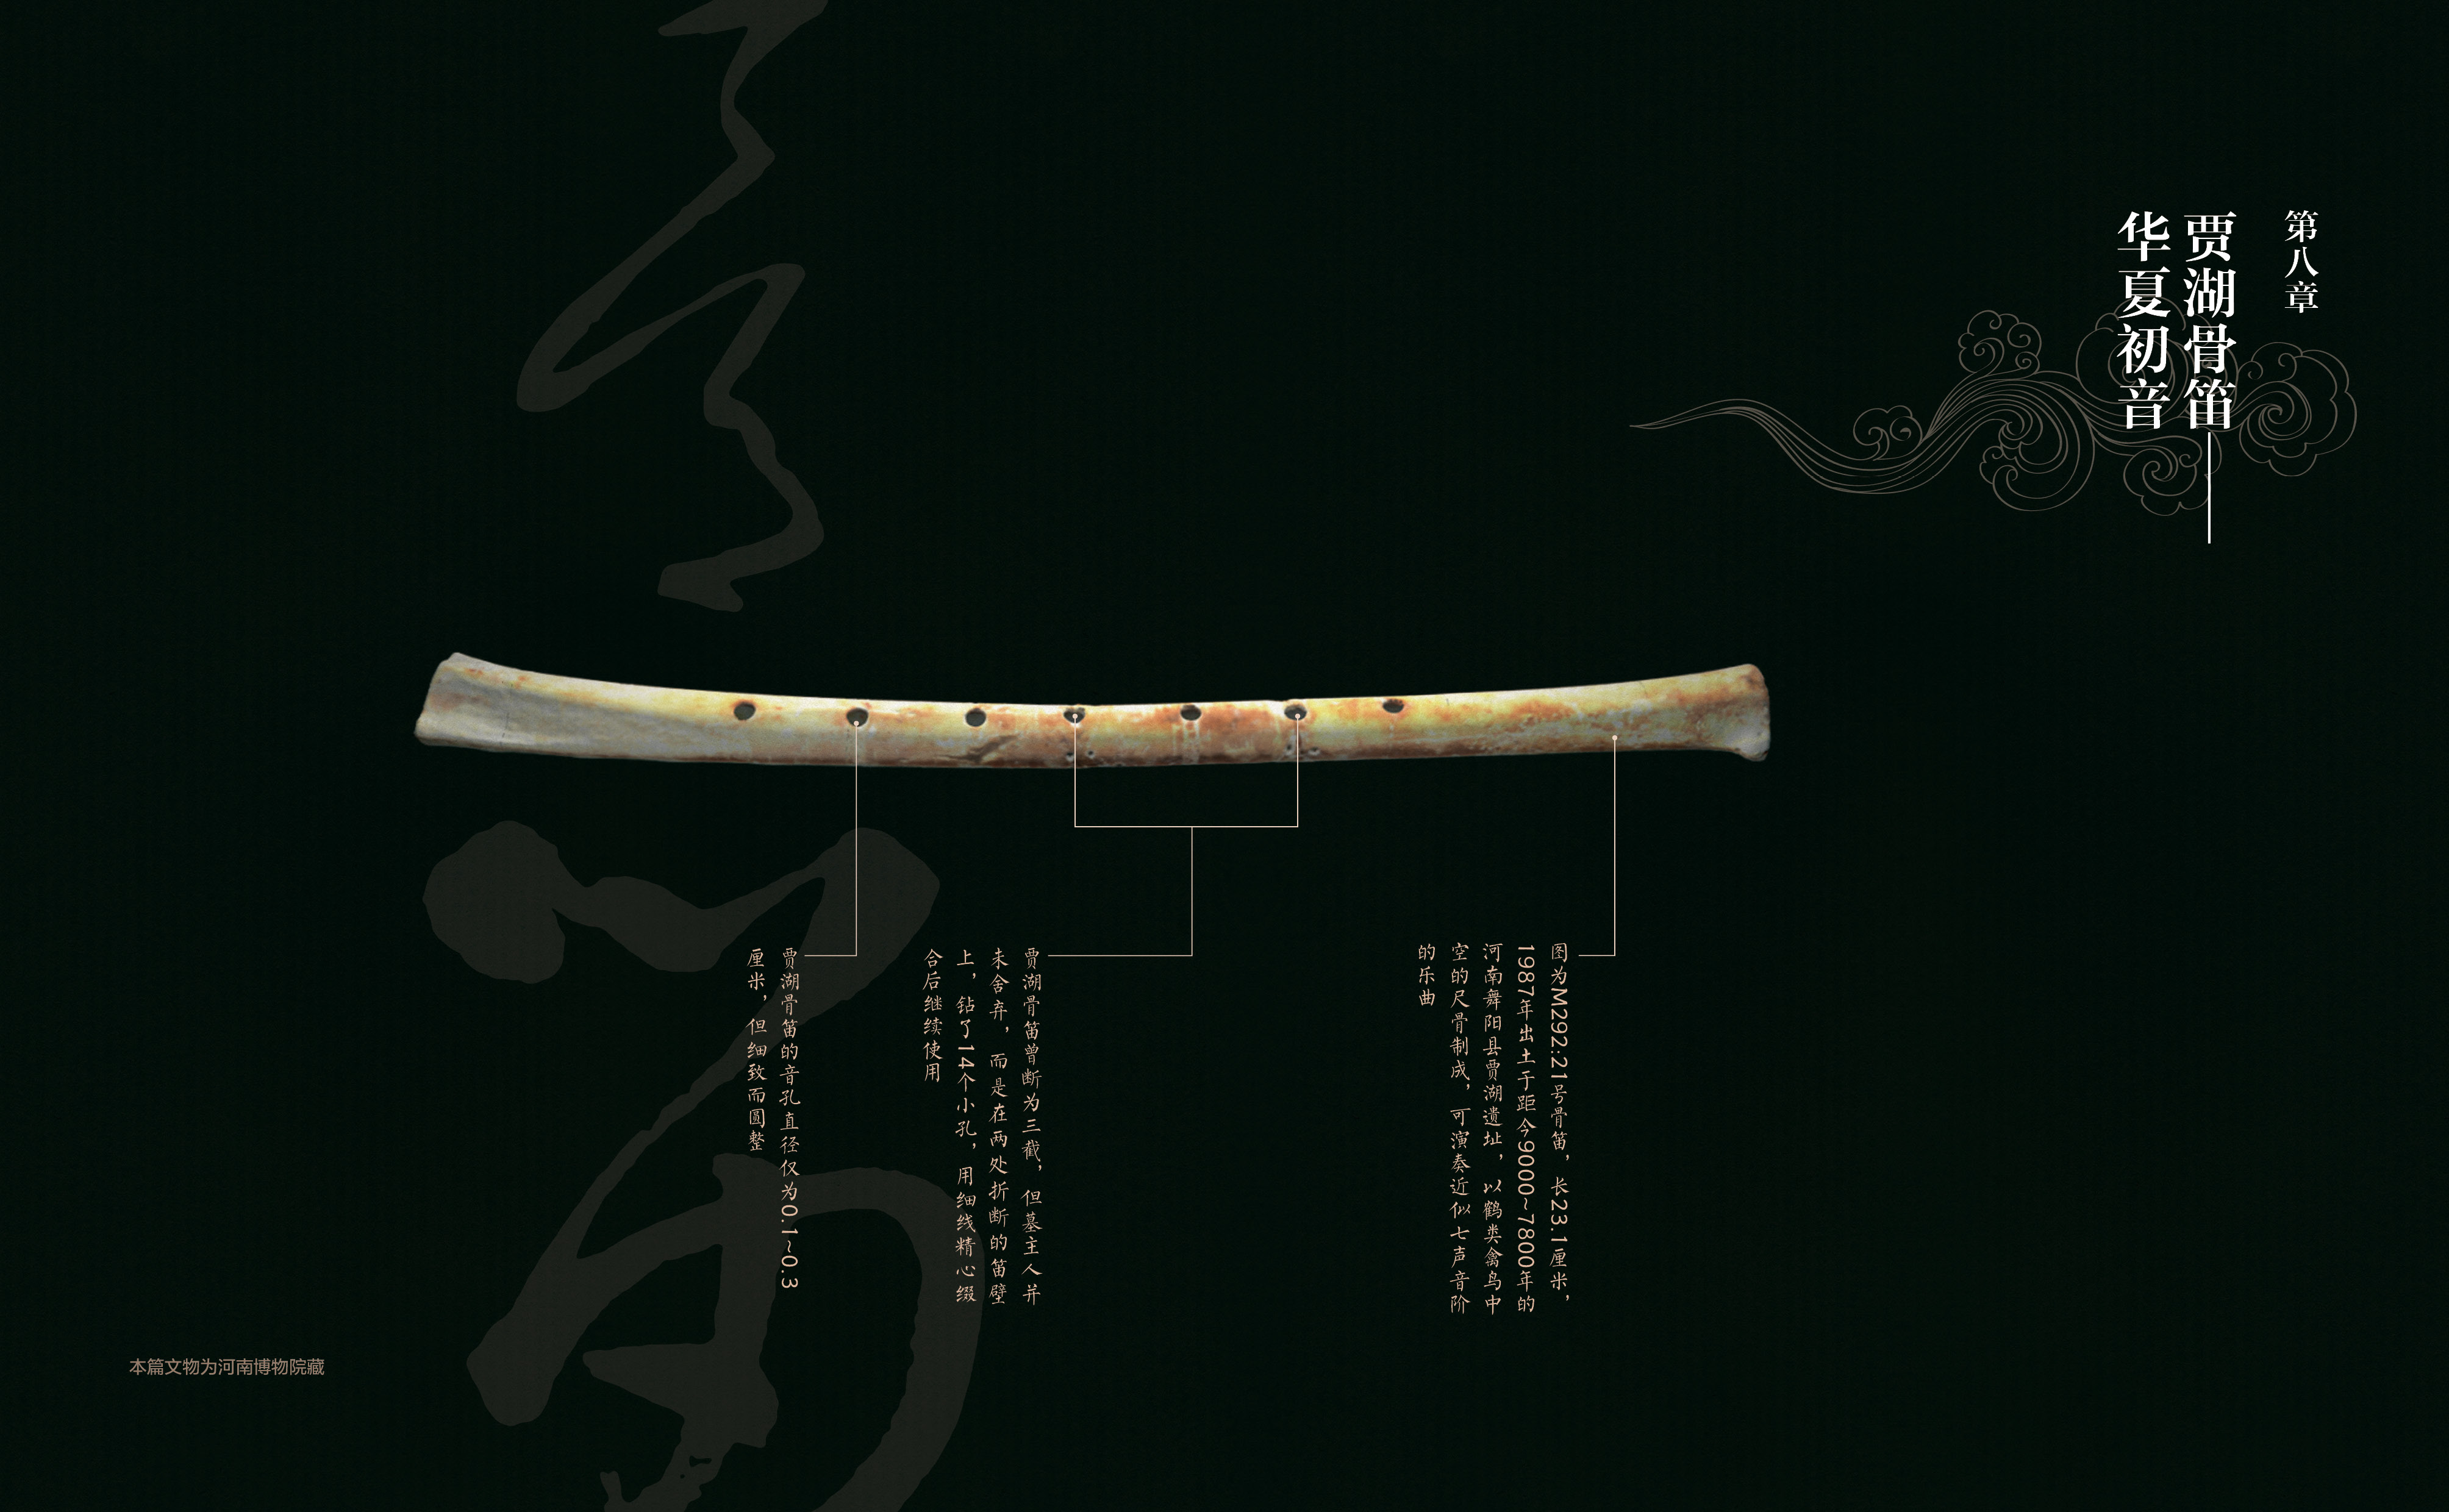 第八章
贾湖骨笛
华夏初音
图为M292:21号骨笛，长23.1厘米，
1987年出土于距今9000~7800年的
河南舞阳县贾湖遗址，以鹤类禽鸟中
空的尺骨制成，可演奏近似七声音阶
的乐曲
贾湖骨笛曾断为三截，但墓主人并
未舍弃，而是在两处折断的笛壁
上，钻了14个小孔，用细线精心缀
合后继续使用
贾湖骨笛的音孔直径仅为0.1~0.3
厘米，但细致而圆整
本篇文物为河南博物院藏